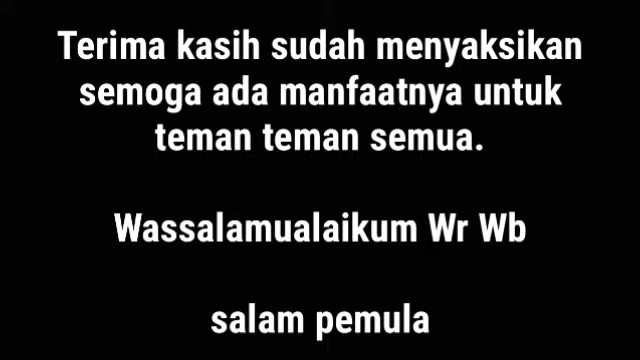 Terima kasih sudah menyaksikan
semoga ada manfaatnya untuk
teman teman semua.
Wassalamualaikum Wr Wb
salam pemula